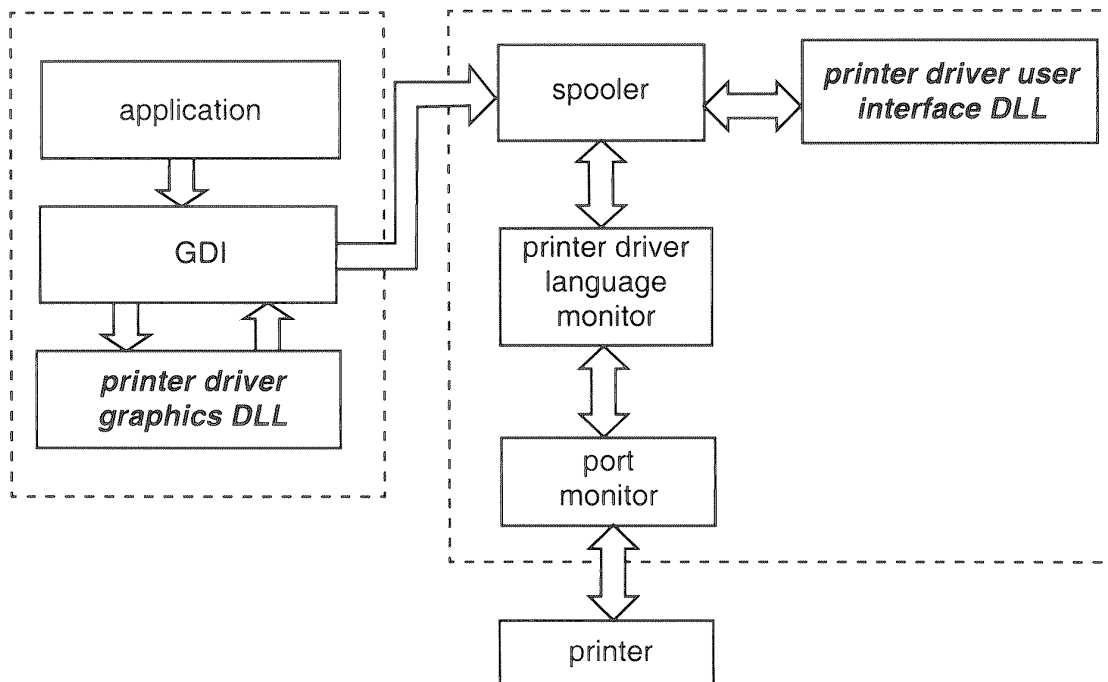 application
GDI
printer driver
graphics DLL
spooler
printer driver user
interface DLL
printer driver
language
monitor
port
monitor
printer